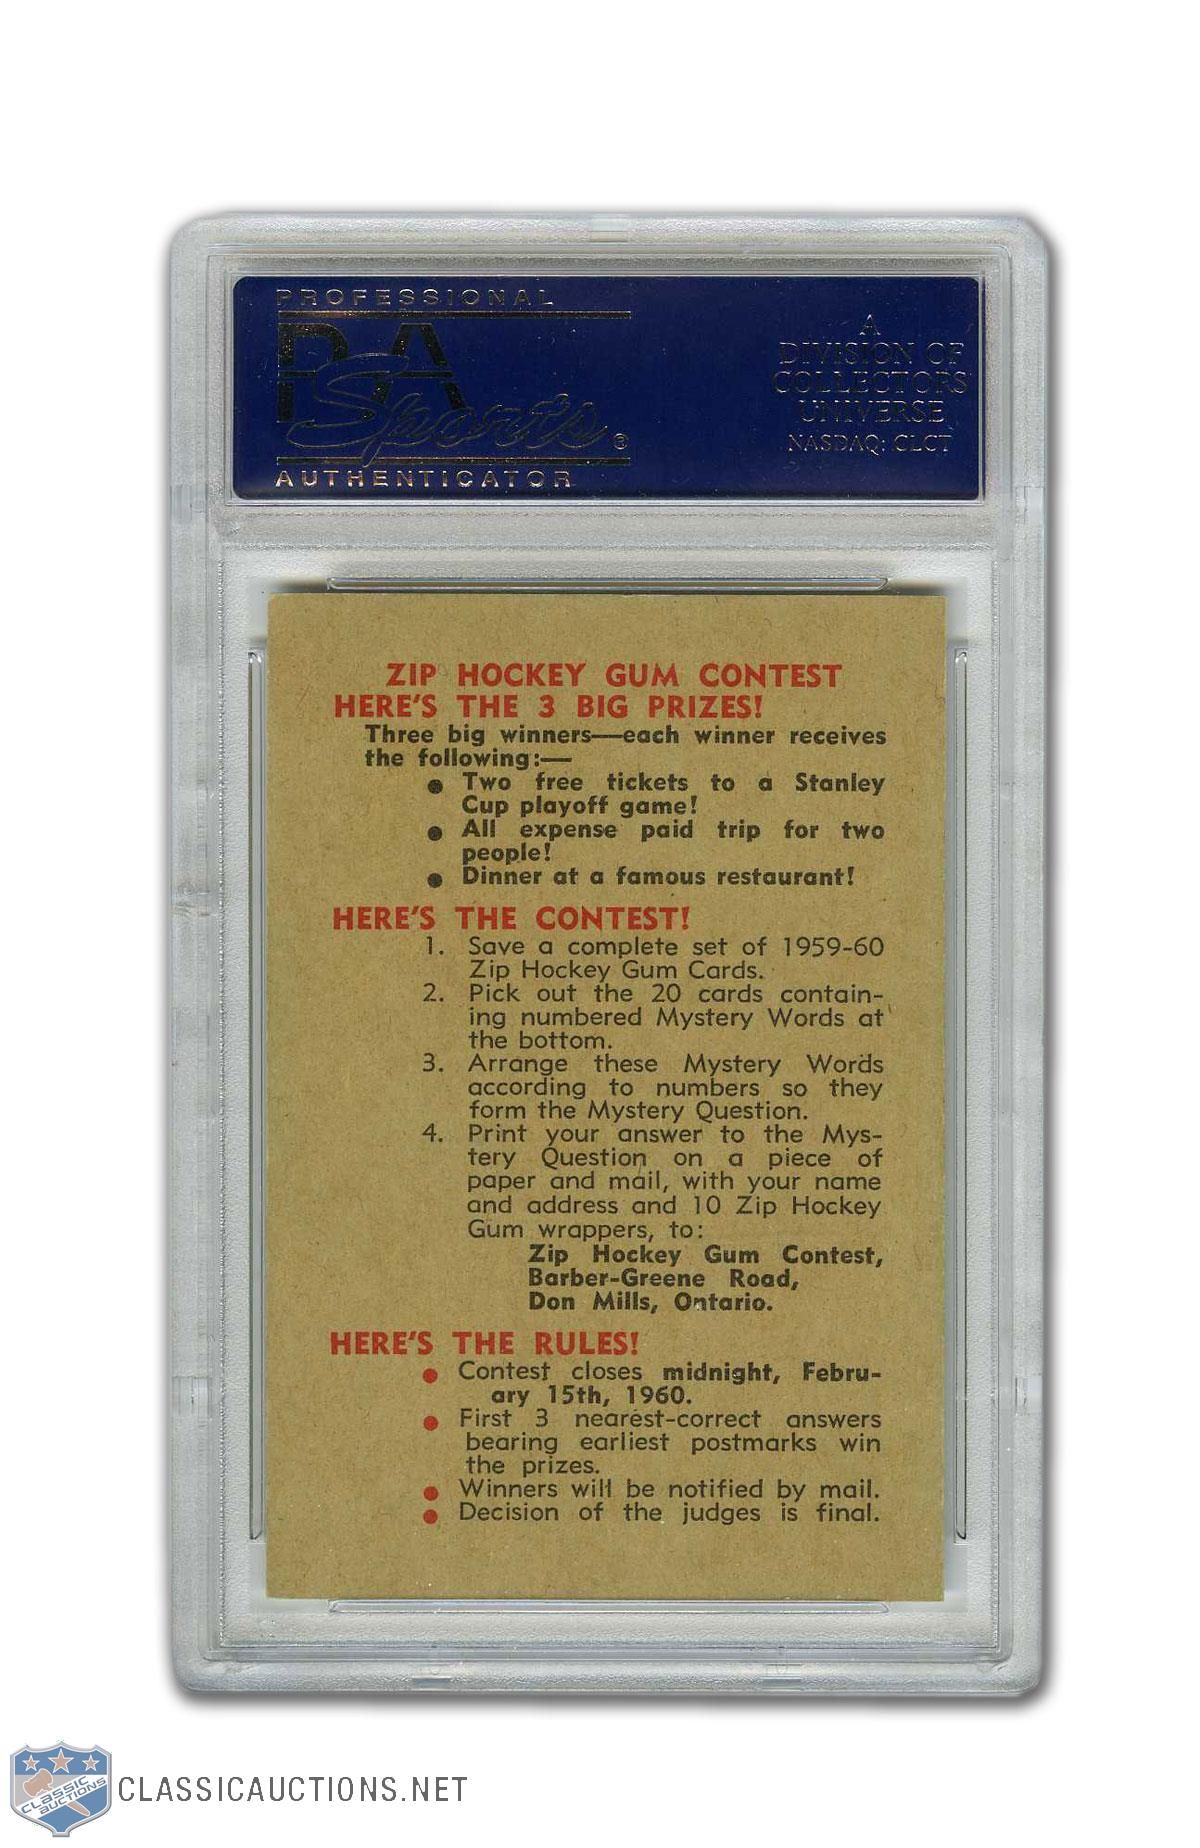 PROFESSIONAL
PSA
Sports®
AUTHENTICATOR
A
DIVISION OF
COLLECTORS
UNIVERSE
NASDAQ: CLCT
ZIP HOCKEY GUM CONTEST
HERE'S THE 3 BIG PRIZES!
Three big winners—each winner receives
the following:—
● Two free tickets to a Stanley
Cup playoff game!
● All expense paid trip for two
people!
● Dinner at a famous restaurant!
HERE'S THE CONTEST!
1. Save a complete set of 1959-60
Zip Hockey Gum Cards.
2. Pick out the 20 cards contain-
ing numbered Mystery Words at
the bottom.
3. Arrange these Mystery Words
according to numbers so they
form the Mystery Question.
4. Print your answer to the Mys-
tery Question on a piece of
paper and mail, with your name
and address and 10 Zip Hockey
Gum wrappers, to:
Zip Hockey Gum Contest,
Barber-Greene Road,
Don Mills, Ontario.
HERE'S THE RULES!
● Contest closes midnight, Febru-
ary 15th, 1960.
● First 3 nearest-correct answers
bearing earliest postmarks win
the prizes.
● Winners will be notified by mail.
● Decision of the judges is final.
CLASSIC
AUCTIONS
CLASSICAUCTIONS.NET